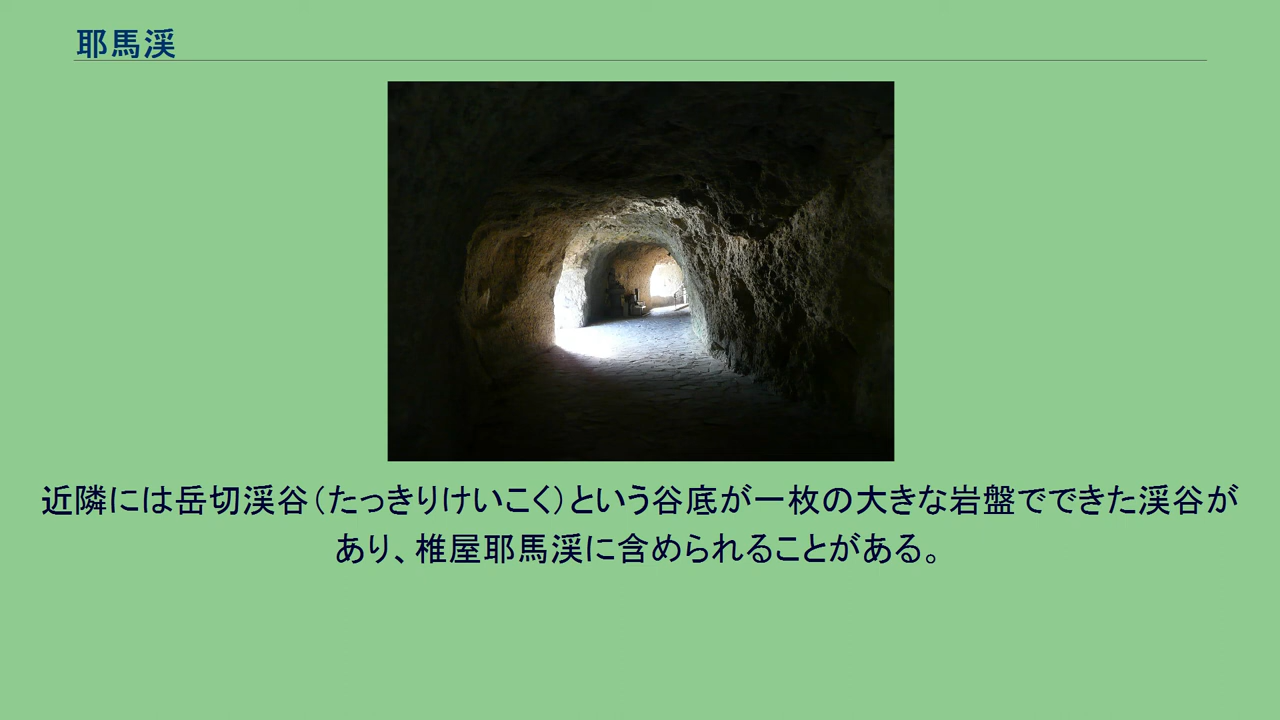 耶馬渓
近隣には岳切渓谷（たっきりけいこく）という谷底が一枚の大きな岩盤でできた渓谷が
あり、椎屋耶馬渓に含められることがある。